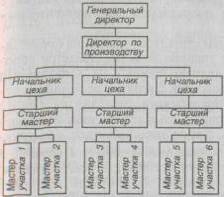 Генеральный
директор
Директор по
производству
Начальник
цеха
Начальник
цеха
Начальник
цеха
Старший
мастер
Старший
мастер
Старший
мастер
Мастер
участка 1
Мастер
участка 2
Мастер
участка 3
Мастер
участка 4
Мастер
участка 5
Мастер
участка 6